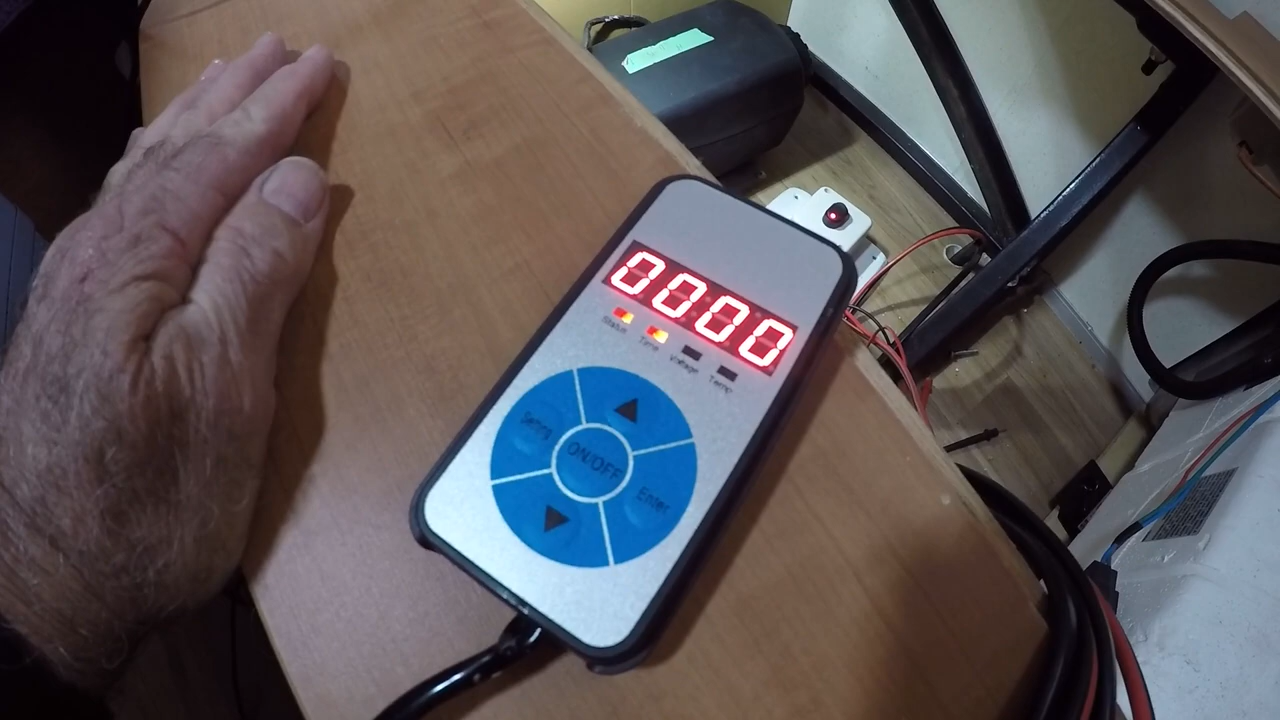 0000
Status
Time
Voltage
Temp
Setting
ON/OFF
Enter